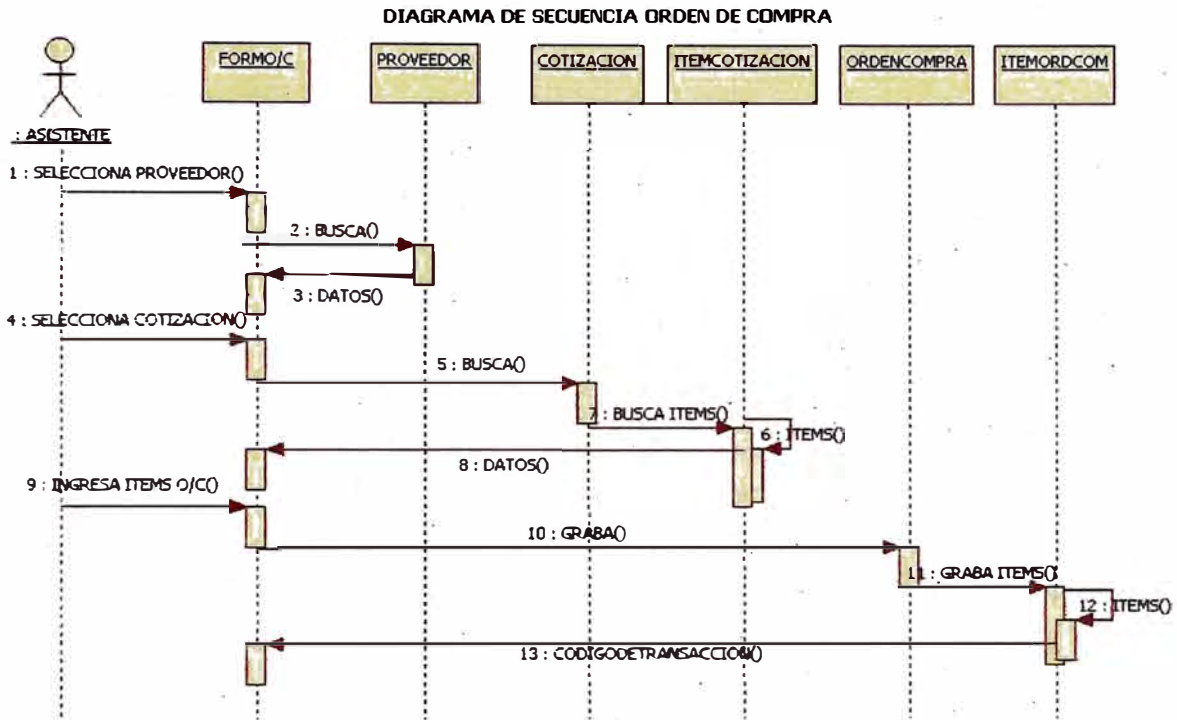 DIAGRAMA DE SECUENCIA ORDEN DE COMPRA
FORMO/C
PROVEEDOR
COTIZACION
ITEMCOTIZACION
ORDENCOMPRA
ITEMORDCOM
: ASISTENTE
1 : SELECCIONA PROVEEDOR()
2 : BUSCA()
3 : DATOS()
4 : SELECCIONA COTIZACION()
5 : BUSCA()
7 : BUSCA ITEMS()
6 : ITEMS()
8 : DATOS()
9 : INGRESA ITEMS O/C()
10 : GRABA()
11 : GRABA ITEMS()
12 : ITEMS()
13 : CODIGODETRANSACCION()